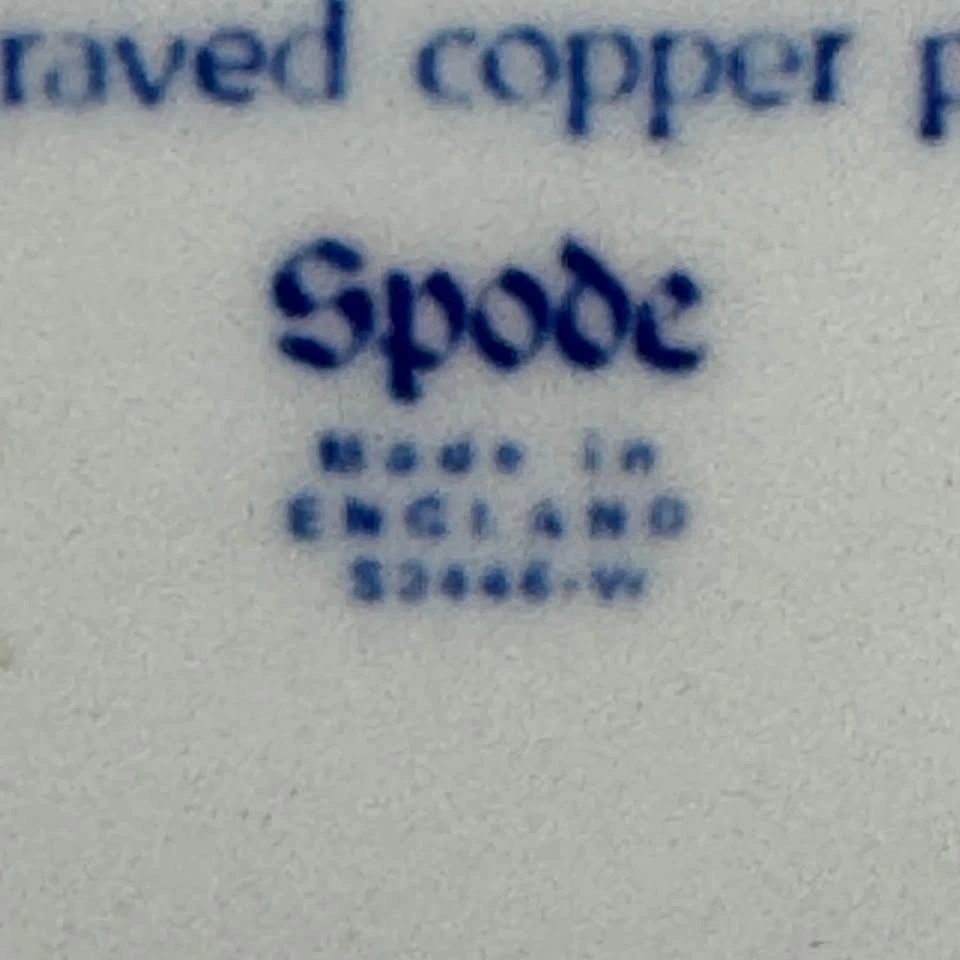 raved copper p
Spode
Made in
ENGLAND